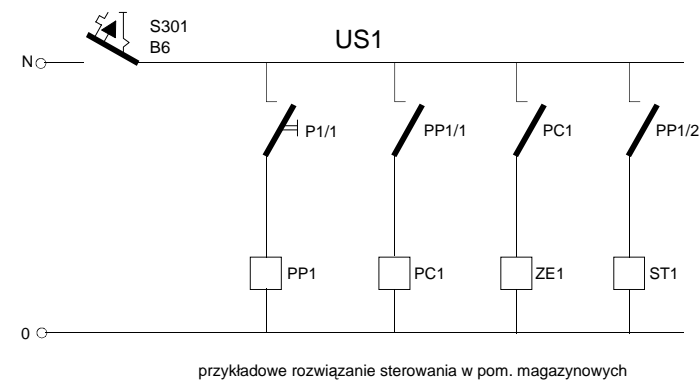 S301
B6
US1
N
P1/1
PP1/1
PC1
PP1/2
PP1
PC1
ZE1
ST1
0
przykładowe rozwiązanie sterowania w pom. magazynowych